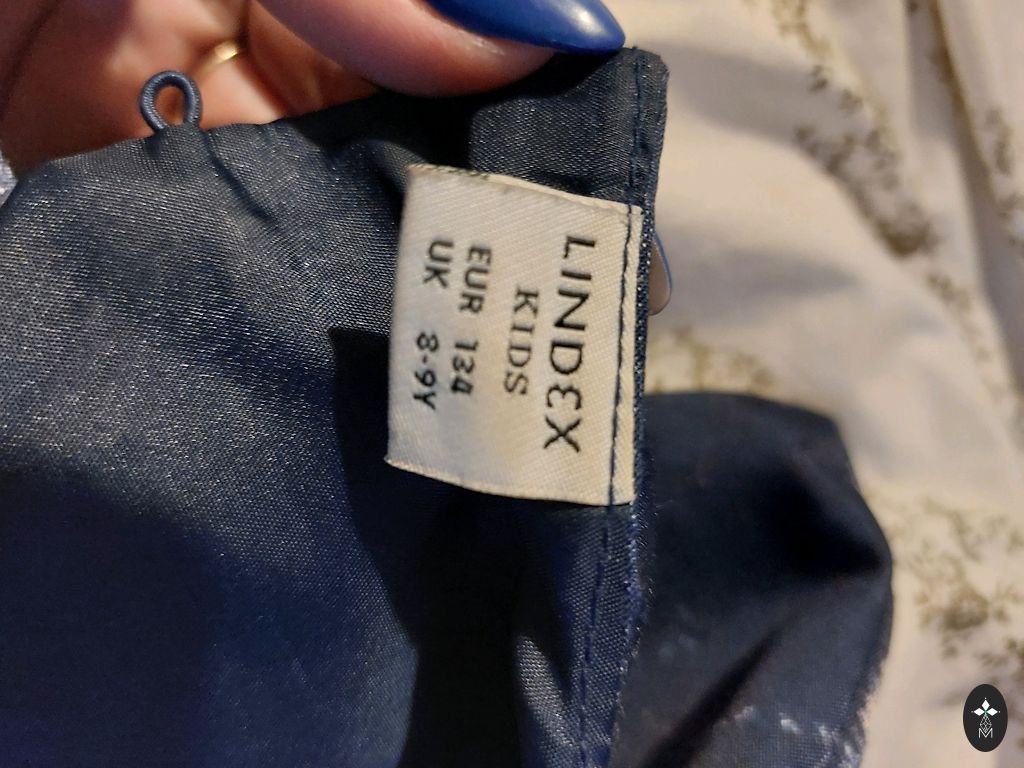 LINDEX
KIDS
EUR 134
UK 8-9Y
M